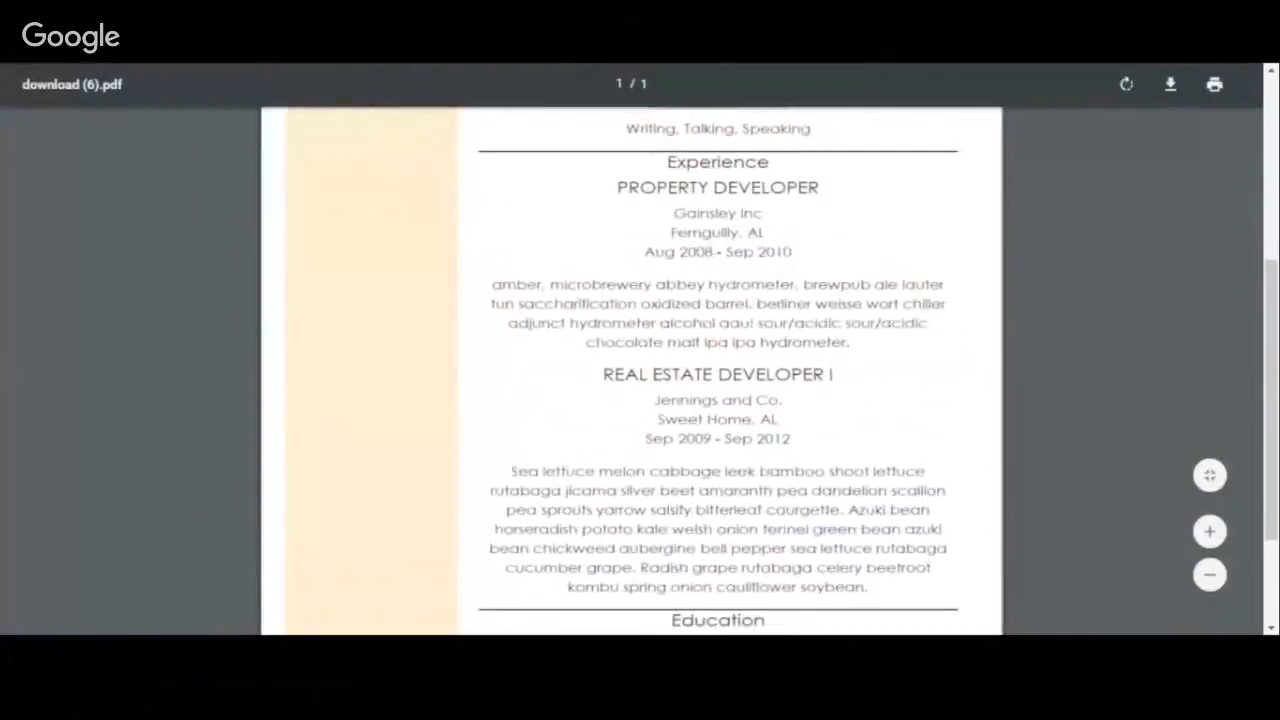 Google
download (6).pdf
1 / 1
Writing, Talking, Speaking
Experience
PROPERTY DEVELOPER
Gainsley Inc
Ferngully, AL
Aug 2008 - Sep 2010
amber, microbrewery abbey hydrometer, brewpub ale lauter
tun saccharification oxidized barrel, berliner weisse wort chiller
adjunct hydrometer alcohol aau! sour/acidic sour/acidic
chocolate malt ipa ipa hydrometer.
REAL ESTATE DEVELOPER I
Jennings and Co.
Sweet Home, AL
Sep 2009 - Sep 2012
Sea lettuce melon cabbage leek bamboo shoot lettuce
rutabaga jicama silver beet amaranth pea dandelion scallion
pea sprouts yarrow salsify bitterleaf courgette. Azuki bean
horseradish potato kale welsh onion fennel green bean azuki
bean chickweed aubergine bell pepper sea lettuce rutabaga
cucumber grape. Radish grape rutabaga celery beetroot
kombu spring onion cauliflower soybean.
Education